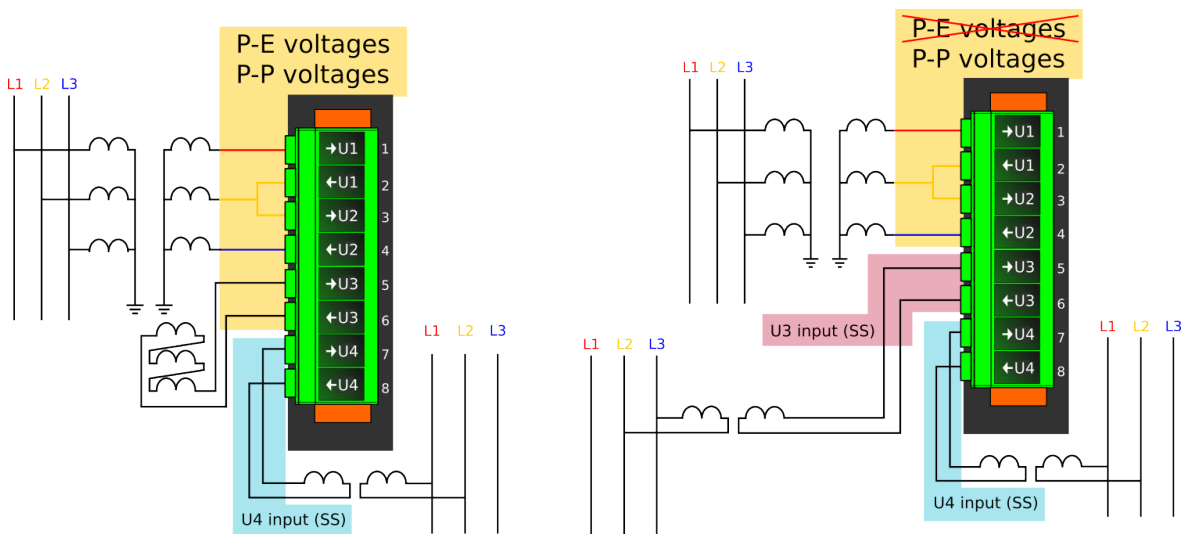 P-E voltages
P-P voltages
L1 L2 L3
→U1 1
←U1 2
→U2 3
←U2 4
→U3 5
←U3 6
→U4 7
←U4 8
L1 L2 L3
U4 input (SS)
P-E voltages
P-P voltages
L1 L2 L3
→U1 1
←U1 2
→U2 3
←U2 4
→U3 5
←U3 6
→U4 7
←U4 8
U3 input (SS)
L1 L2 L3
L1 L2 L3
U4 input (SS)